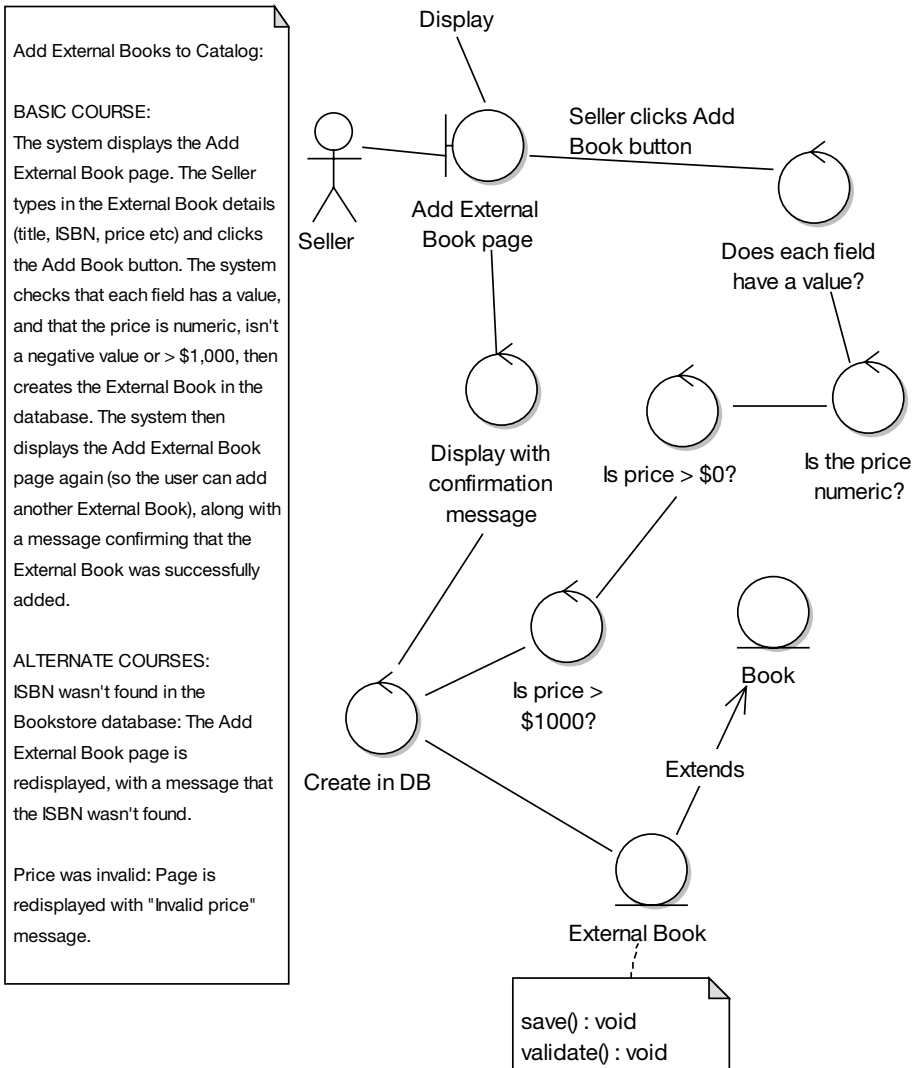 Add External Books to Catalog:
BASIC COURSE:
The system displays the Add
External Book page. The Seller
types in the External Book details
(title, ISBN, price etc) and clicks
the Add Book button. The system
checks that each field has a value,
and that the price is numeric, isn't
a negative value or > $1,000, then
creates the External Book in the
database. The system then
displays the Add External Book
page again (so the user can add
another External Book), along with
a message confirming that the
External Book was successfully
added.
ALTERNATE COURSES:
ISBN wasn't found in the
Bookstore database: The Add
External Book page is
redisplayed, with a message that
the ISBN wasn't found.
Price was invalid: Page is
redisplayed with "Invalid price"
message.
Display
Seller clicks Add
Book button
Seller
Add External
Book page
Does each field
have a value?
Display with
confirmation
message
Is price > $0?
Is the price
numeric?
Is price >
$1000?
Book
Create in DB
Extends
External Book
save() : void
validate() : void